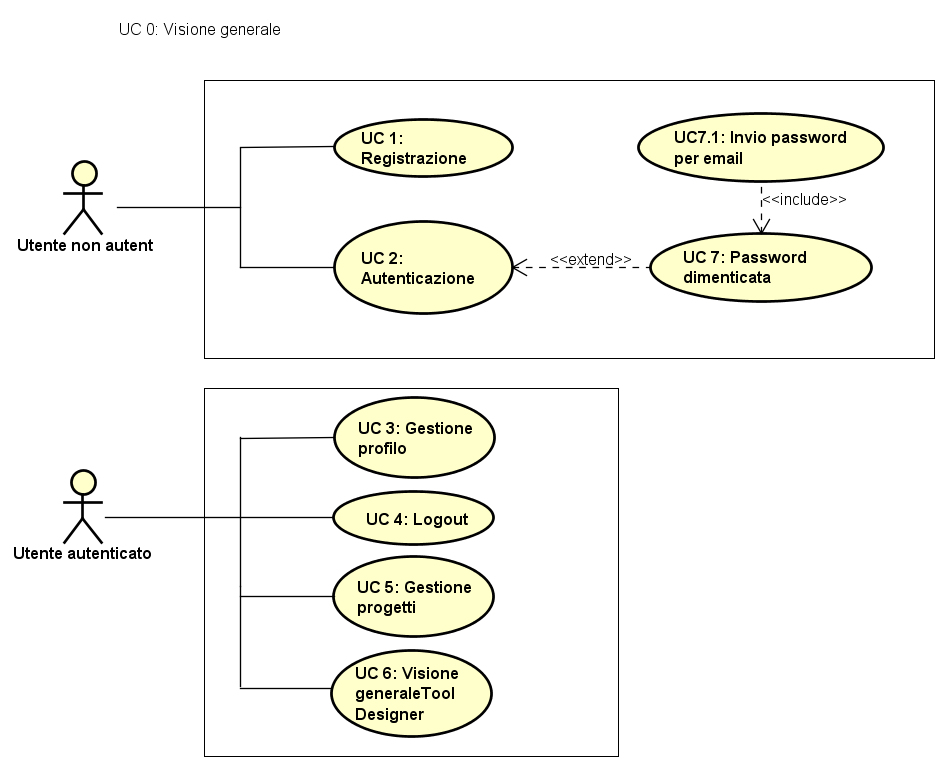 UC 0: Visione generale
UC 1:
Registrazione
UC7.1: Invio password
per email
<<include>>
Utente non autent
UC 2:
Autenticazione
<<extend>>
UC 7: Password
dimenticata
UC 3: Gestione
profilo
UC 4: Logout
Utente autenticato
UC 5: Gestione
progetti
UC 6: Visione
generaleTool
Designer